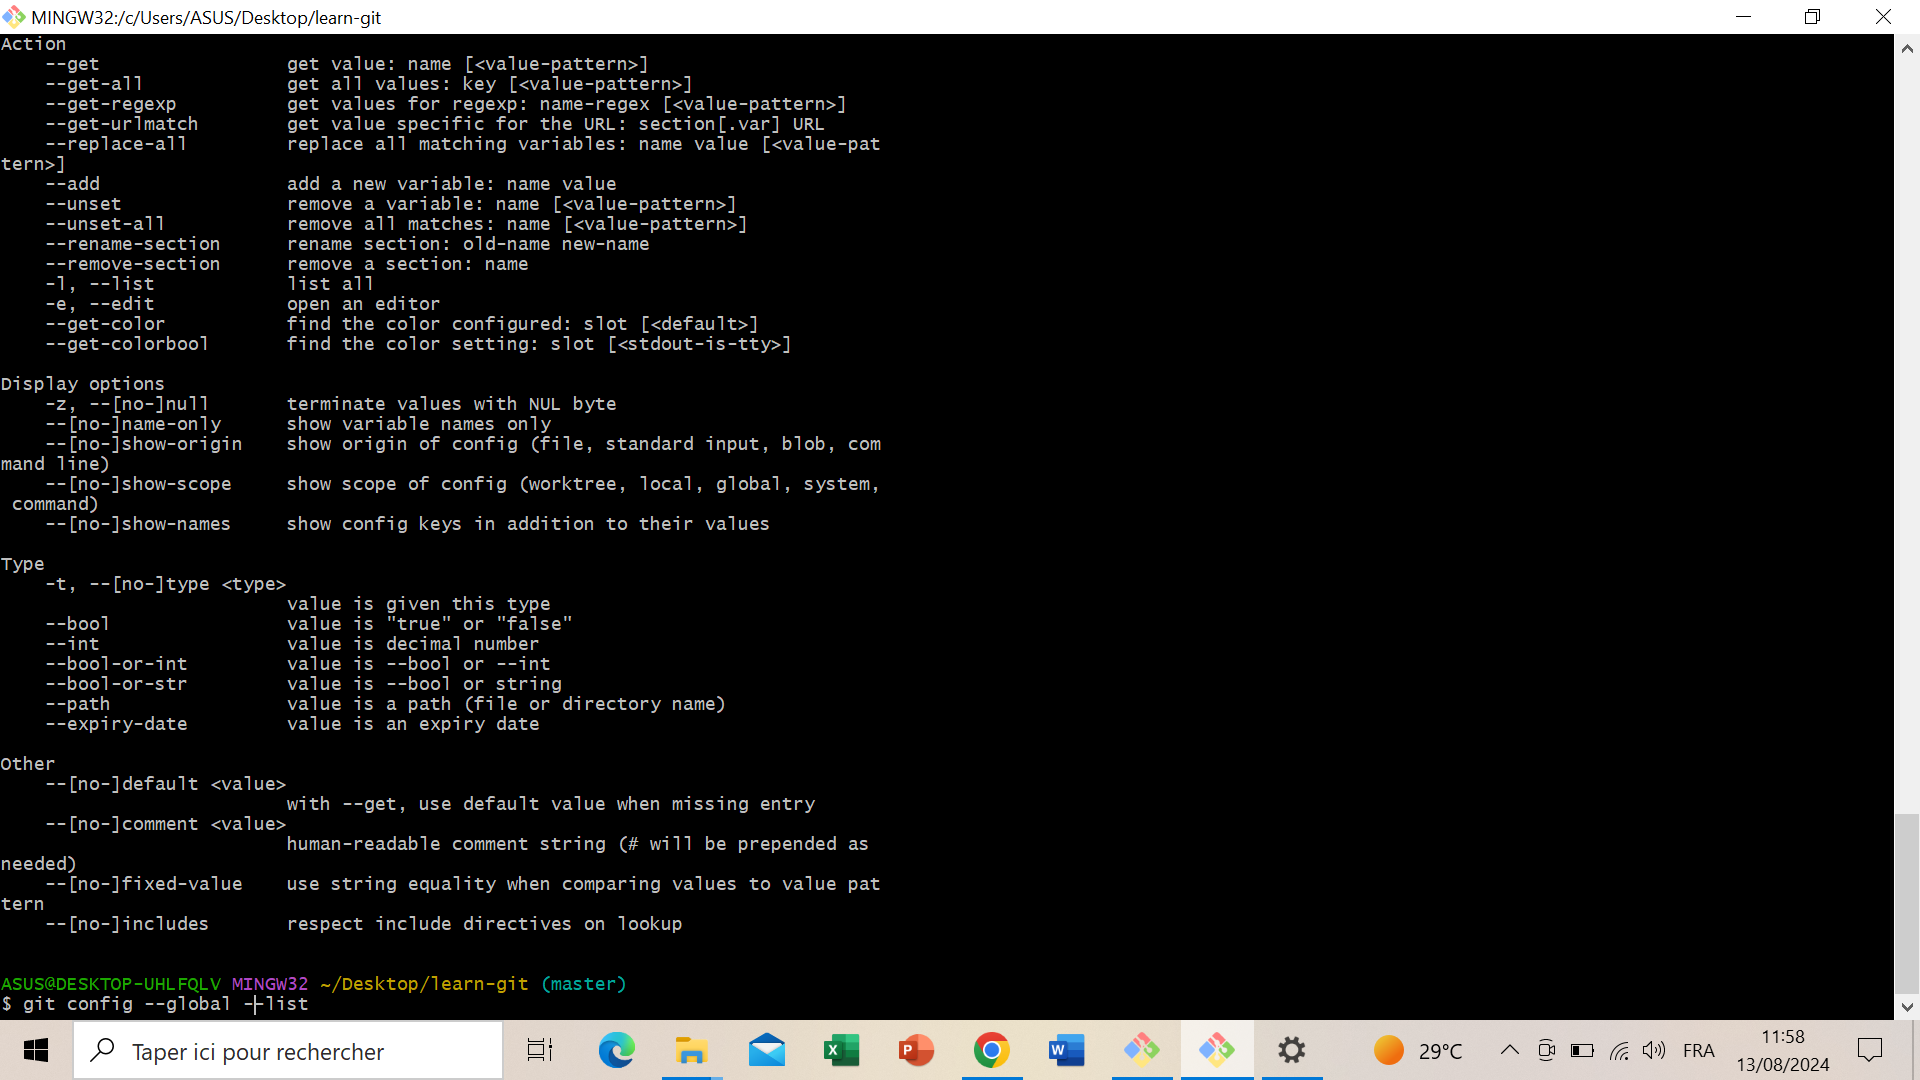 MINGW32:/c/Users/ASUS/Desktop/learn-git
Action
    --get                 get value: name [<value-pattern>]
    --get-all             get all values: key [<value-pattern>]
    --get-regexp          get values for regexp: name-regex [<value-pattern>]
    --get-urlmatch        get value specific for the URL: section[.var] URL
    --replace-all         replace all matching variables: name value [<value-pat
tern>]
    --add                 add a new variable: name value
    --unset               remove a variable: name [<value-pattern>]
    --unset-all           remove all matches: name [<value-pattern>]
    --rename-section      rename section: old-name new-name
    --remove-section      remove a section: name
    -l, --list            list all
    -e, --edit            open an editor
    --get-color           find the color configured: slot [<default>]
    --get-colorbool       find the color setting: slot [<stdout-is-tty>]

Display options
    -z, --[no-]null       terminate values with NUL byte
    --[no-]name-only      show variable names only
    --[no-]show-origin    show origin of config (file, standard input, blob, com
mand line)
    --[no-]show-scope     show scope of config (worktree, local, global, system,
 command)
    --[no-]show-names     show config keys in addition to their values

Type
    -t, --[no-]type <type>
                          value is given this type
    --bool                value is "true" or "false"
    --int                 value is decimal number
    --bool-or-int         value is --bool or --int
    --bool-or-str         value is --bool or string
    --path                value is a path (file or directory name)
    --expiry-date         value is an expiry date

Other
    --[no-]default <value>
                          with --get, use default value when missing entry
    --[no-]comment <value>
                          human-readable comment string (# will be prepended as
needed)
    --[no-]fixed-value    use string equality when comparing values to value pat
tern
    --[no-]includes       respect include directives on lookup

ASUS@DESKTOP-UHLFQLV MINGW32 ~/Desktop/learn-git (master)
$ git config --global --list
Taper ici pour rechercher
29°C
FRA
11:58
13/08/2024